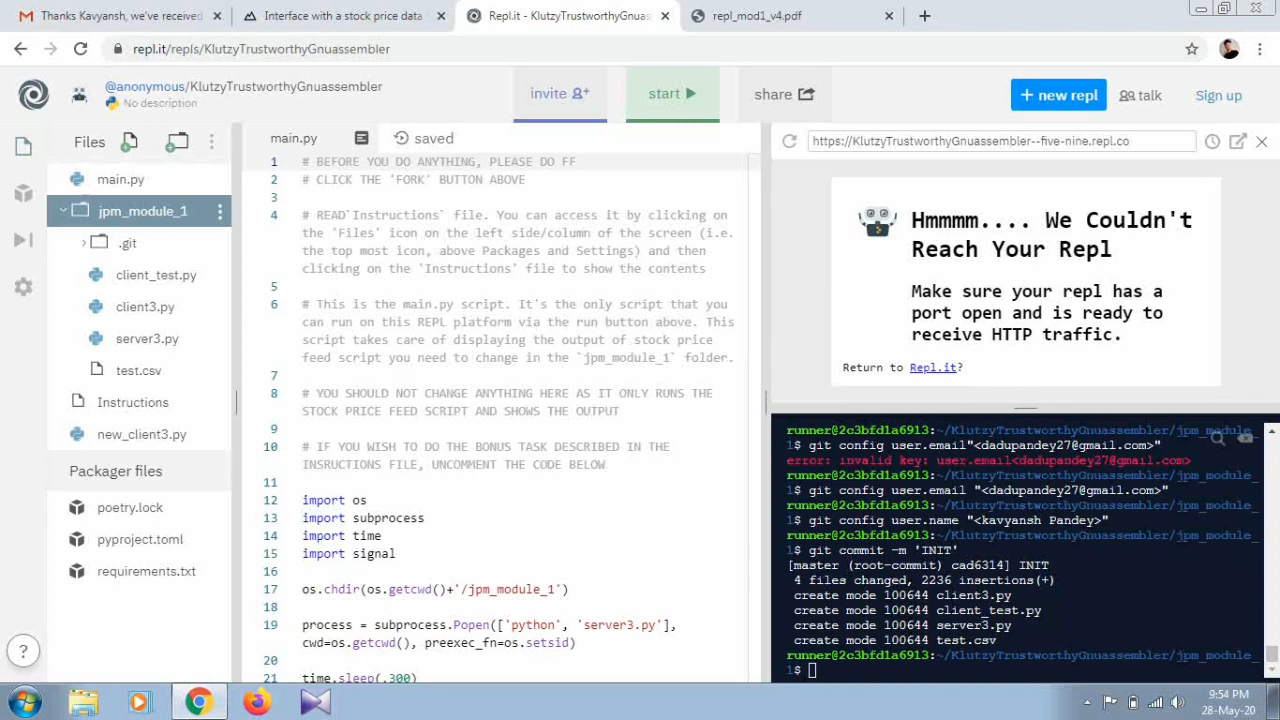 Thanks Kavyansh, we've received
Interface with a stock price data
Repl.it - KlutzyTrustworthyGnuas
repl_mod1_v4.pdf
repl.it/repls/KlutzyTrustworthyGnuassembler
@anonymous/KlutzyTrustworthyGnuassembler
No description
invite
start
share
+ new repl
talk
Sign up
Files
main.py
jpm_module_1
.git
client_test.py
client3.py
server3.py
test.csv
Instructions
new_client3.py
Packager files
poetry.lock
pyproject.toml
requirements.txt
?
main.py
saved
1 # BEFORE YOU DO ANYTHING, PLEASE DO FF
2 # CLICK THE 'FORK' BUTTON ABOVE
3
4 # READ`Instructions` file. You can access it by clicking on
the 'Files' icon on the left side/column of the screen (i.e.
the top most icon, above Packages and Settings) and then
clicking on the 'Instructions' file to show the contents
5
6 # This is the main.py script. It's the only script that you
can run on this REPL platform via the run button above. This
script takes care of displaying the output of stock price
feed script you need to change in the `jpm_module_1` folder.
7
8 # YOU SHOULD NOT CHANGE ANYTHING HERE AS IT ONLY RUNS THE
STOCK PRICE FEED SCRIPT AND SHOWS THE OUTPUT
9
10 # IF YOU WISH TO DO THE BONUS TASK DESCRIBED IN THE
INSRUCTIONS FILE, UNCOMMENT THE CODE BELOW
11
12 import os
13 import subprocess
14 import time
15 import signal
16
17 os.chdir(os.getcwd()+'/jpm_module_1')
18
19 process = subprocess.Popen(['python', 'server3.py'],
cwd=os.getcwd(), preexec_fn=os.setsid)
20
21 time.sleep(.300)
https://KlutzyTrustworthyGnuassembler--five-nine.repl.co
Hmmmm.... We Couldn't
Reach Your Repl
Make sure your repl has a
port open and is ready to
receive HTTP traffic.
Return to Repl.it?
runner@2c3bfd1a6913:~/KlutzyTrustworthyGnuassembler/jpm_module_
1$ git config user.email"<dadupandey27@gmail.com>"
error: invalid key: user.email<dadupandey27@gmail.com>
runner@2c3bfd1a6913:~/KlutzyTrustworthyGnuassembler/jpm_module_
1$ git config user.email "<dadupandey27@gmail.com>"
runner@2c3bfd1a6913:~/KlutzyTrustworthyGnuassembler/jpm_module_
1$ git config user.name "<kavyansh Pandey>"
runner@2c3bfd1a6913:~/KlutzyTrustworthyGnuassembler/jpm_module_
1$ git commit -m 'INIT'
[master (root-commit) cad6314] INIT
4 files changed, 2236 insertions(+)
create mode 100644 client3.py
create mode 100644 client_test.py
create mode 100644 server3.py
create mode 100644 test.csv
runner@2c3bfd1a6913:~/KlutzyTrustworthyGnuassembler/jpm_module_
1$
9:54 PM
28-May-20